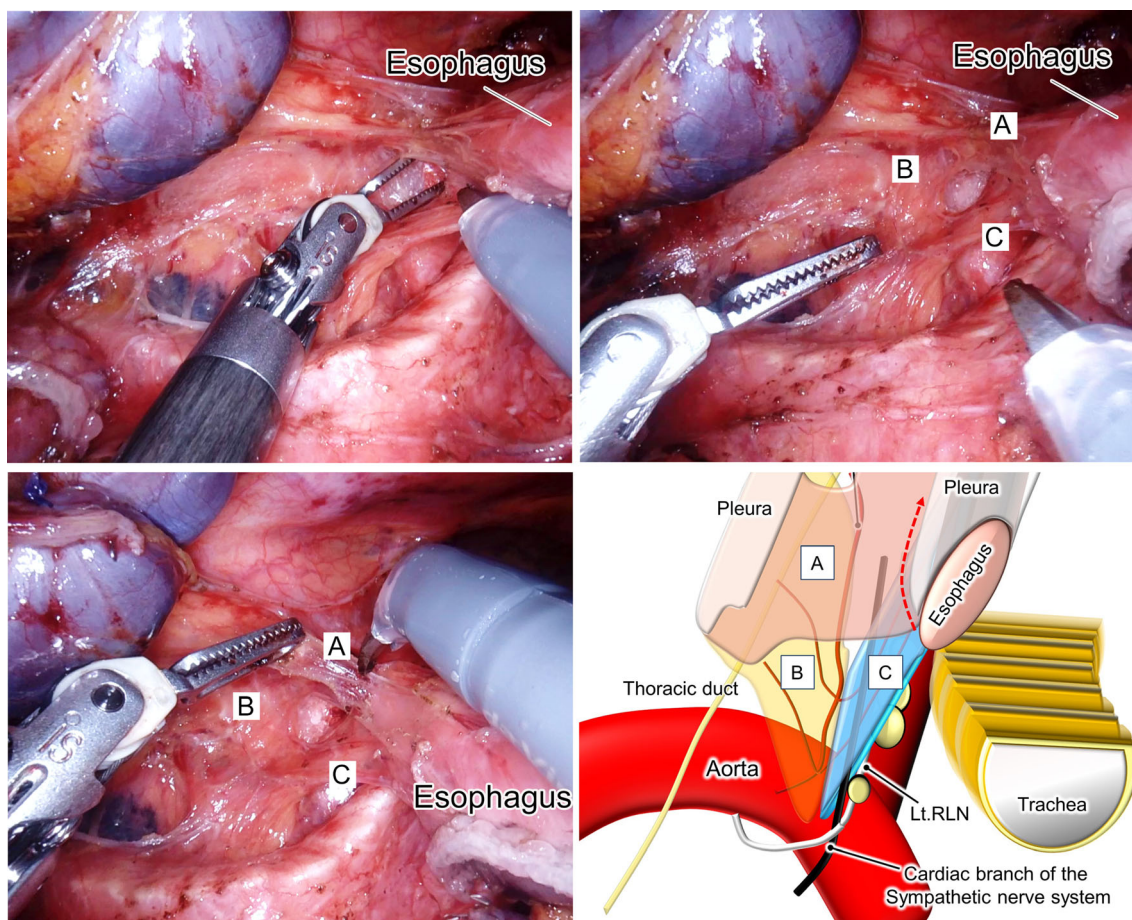 Esophagus
Esophagus
A
B
C
A
B
C
Esophagus
Pleura
Pleura
A
Esophagus
B
C
Thoracic duct
Aorta
Lt.RLN
Trachea
Cardiac branch of the
Sympathetic nerve system